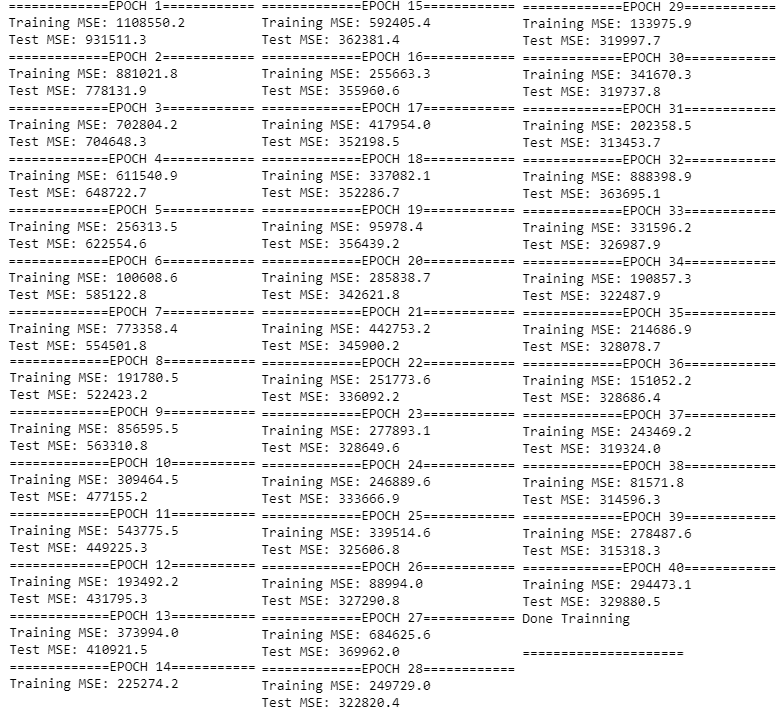 ============EPOCH 1===========
Training MSE: 1108550.2
Test MSE: 931511.3
============EPOCH 2===========
Training MSE: 881021.8
Test MSE: 778131.9
============EPOCH 3===========
Training MSE: 702804.2
Test MSE: 704648.3
============EPOCH 4===========
Training MSE: 611540.9
Test MSE: 648722.7
============EPOCH 5===========
Training MSE: 256313.5
Test MSE: 622554.6
============EPOCH 6===========
Training MSE: 100608.6
Test MSE: 585122.8
============EPOCH 7===========
Training MSE: 773358.4
Test MSE: 554501.8
============EPOCH 8===========
Training MSE: 191780.5
Test MSE: 522423.2
============EPOCH 9===========
Training MSE: 856595.5
Test MSE: 563310.8
============EPOCH 10==========
Training MSE: 309464.5
Test MSE: 477155.2
============EPOCH 11==========
Training MSE: 543775.5
Test MSE: 449225.3
============EPOCH 12==========
Training MSE: 193492.2
Test MSE: 431795.3
============EPOCH 13==========
Training MSE: 373994.0
Test MSE: 410921.5
============EPOCH 14==========
Training MSE: 225274.2
============EPOCH 15===========
Training MSE: 592405.4
Test MSE: 362381.4
============EPOCH 16===========
Training MSE: 255663.3
Test MSE: 355960.6
============EPOCH 17===========
Training MSE: 417954.0
Test MSE: 352198.5
============EPOCH 18===========
Training MSE: 337082.1
Test MSE: 352286.7
============EPOCH 19===========
Training MSE: 95978.4
Test MSE: 356439.2
============EPOCH 20===========
Training MSE: 285838.7
Test MSE: 342621.8
============EPOCH 21===========
Training MSE: 442753.2
Test MSE: 345900.2
============EPOCH 22===========
Training MSE: 251773.6
Test MSE: 336092.2
============EPOCH 23===========
Training MSE: 277893.1
Test MSE: 328649.6
============EPOCH 24===========
Training MSE: 246889.6
Test MSE: 333666.9
============EPOCH 25===========
Training MSE: 339514.6
Test MSE: 325606.8
============EPOCH 26===========
Training MSE: 88994.0
Test MSE: 327290.8
============EPOCH 27===========
Training MSE: 684625.6
Test MSE: 369962.0
============EPOCH 28===========
Training MSE: 249729.0
Test MSE: 322820.4
============EPOCH 29===========
Training MSE: 133975.9
Test MSE: 319997.7
============EPOCH 30===========
Training MSE: 341670.3
Test MSE: 319737.8
============EPOCH 31===========
Training MSE: 202358.5
Test MSE: 313453.7
============EPOCH 32===========
Training MSE: 888398.9
Test MSE: 363695.1
============EPOCH 33===========
Training MSE: 331596.2
Test MSE: 326987.9
============EPOCH 34===========
Training MSE: 190857.3
Test MSE: 322487.9
============EPOCH 35===========
Training MSE: 214686.9
Test MSE: 328078.7
============EPOCH 36===========
Training MSE: 151052.2
Test MSE: 328686.4
============EPOCH 37===========
Training MSE: 243469.2
Test MSE: 319324.0
============EPOCH 38===========
Training MSE: 81571.8
Test MSE: 314596.3
============EPOCH 39===========
Training MSE: 278487.6
Test MSE: 315318.3
============EPOCH 40===========
Training MSE: 294473.1
Test MSE: 329880.5
Done Trainning
===================